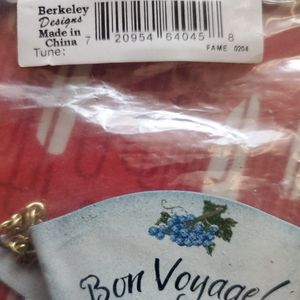 Berkeley
Designs
Made in
China
Tune:
7 20954 64045 8
FAME 0204
Bon Voyage!